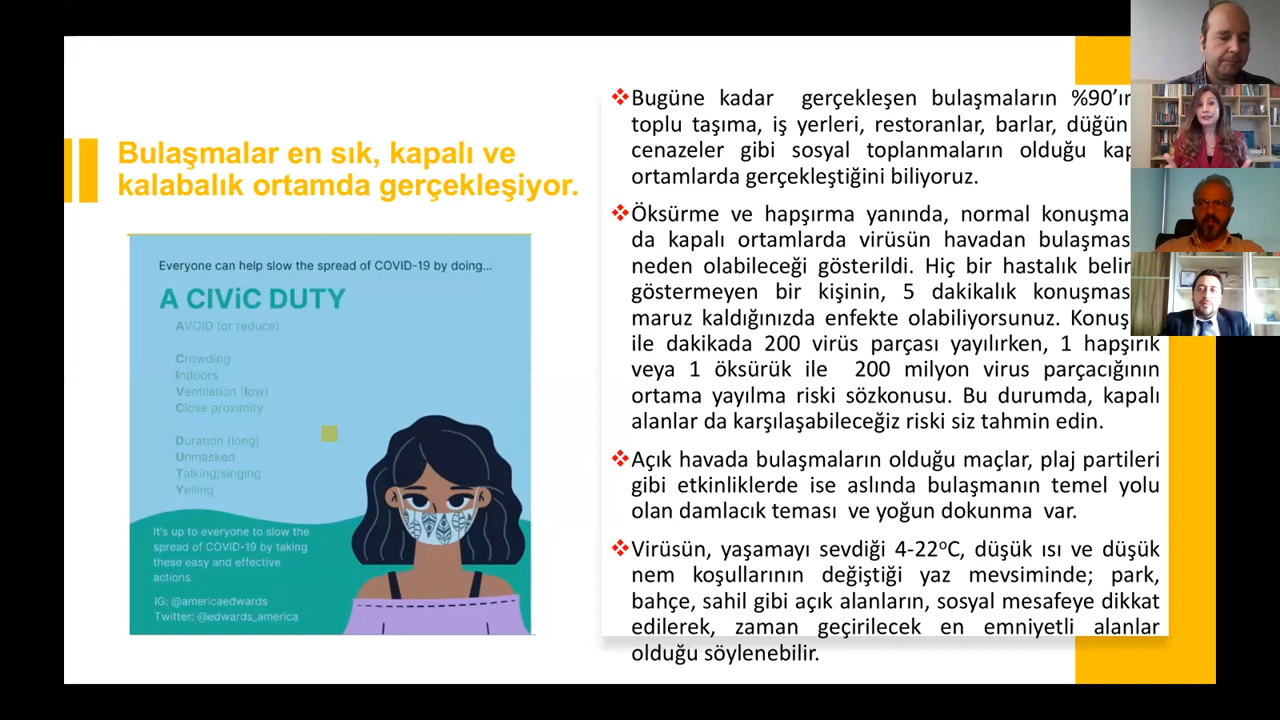 Bulaşmalar en sık, kapalı ve
kalabalık ortamda gerçekleşiyor.
Everyone can help slow the spread of COVID-19 by doing...
A CIViC DUTY
AVOID (or reduce)
Crowding
Indoors
Ventilation (low)
Close proximity
Duration (long)
Unmasked
Talking/singing
Yelling
It's up to everyone to slow the
spread of COVID-19 by taking
these easy and effective
actions.
IG: @americaedwards
Twitter: @edwards_america
❖Bugüne kadar gerçekleşen bulaşmaların
toplu taşıma, iş yerleri, restoranlar, barlar, düğün
cenazeler gibi sosyal toplanmaların olduğu
ortamlarda gerçekleştiğini biliyoruz.
❖Öksürme ve hapşırma yanında, normal
da kapalı ortamlarda virüsün havadan
neden olabileceği gösterildi. Hiç bir hastalık
göstermeyen bir kişinin, 5 dakikalık
maruz kaldığınızda enfekte olabiliyorsunuz.
ile dakikada 200 virüs parçası yayılırken, 1 hapşırık
veya 1 öksürük ile 200 milyon virus parçacığının
ortama yayılma riski sözkonusu. Bu durumda, kapalı
alanlar da karşılaşabileceğiz riski siz tahmin edin.
❖Açık havada bulaşmaların olduğu maçlar, plaj partileri
gibi etkinliklerde ise aslında bulaşmanın temel yolu
olan damlacık teması ve yoğun dokunma var.
❖Virüsün, yaşamayı sevdiği 4-22°C, düşük ısı ve düşük
nem koşullarının değiştiği yaz mevsiminde; park,
bahçe, sahil gibi açık alanların, sosyal mesafeye dikkat
edilerek, zaman geçirilecek en emniyetli alanlar
olduğu söylenebilir.